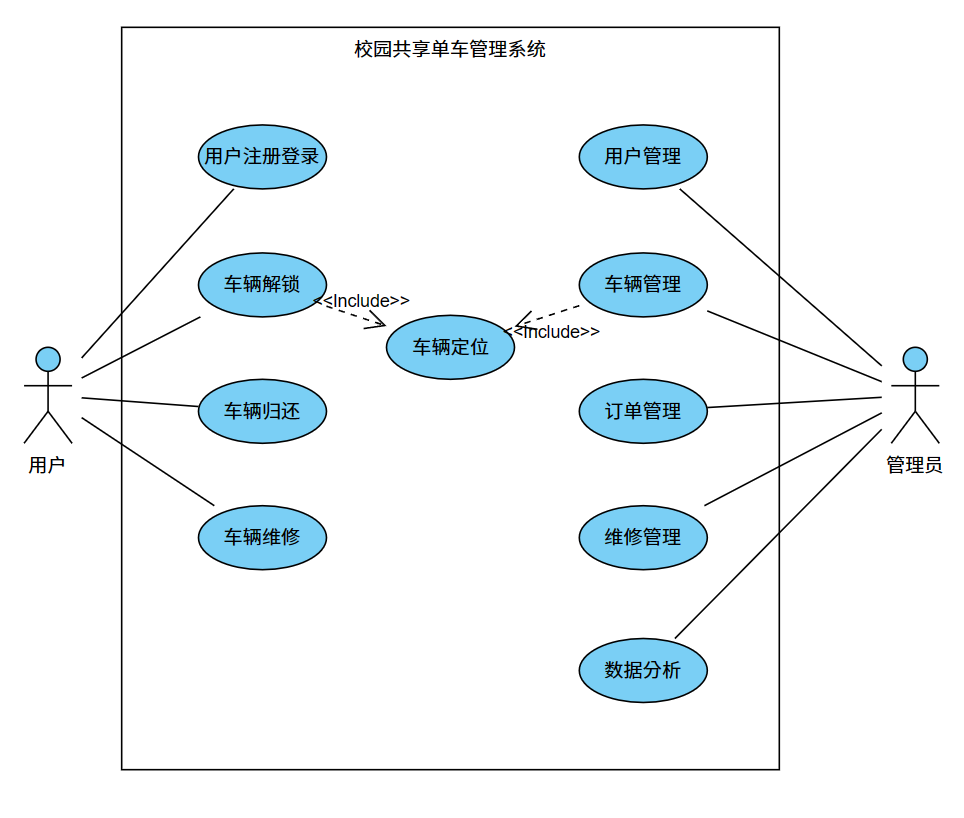 校园共享单车管理系统
用户注册登录
用户管理
车辆解锁
车辆管理
<<Include>>
<<Include>>
车辆定位
车辆归还
订单管理
用户
管理员
车辆维修
维修管理
数据分析